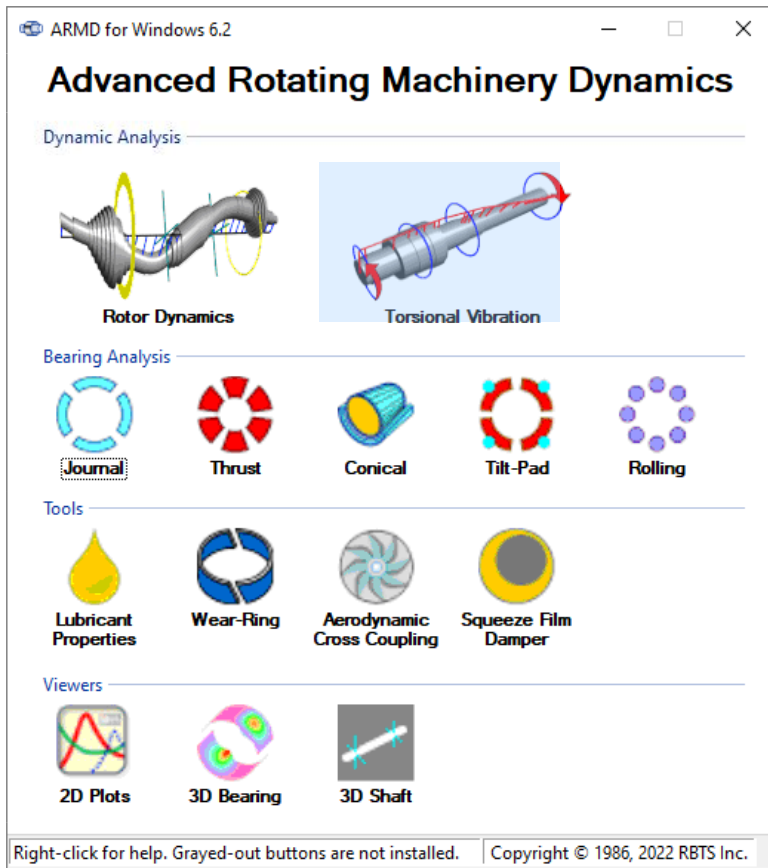 ARMD for Windows 6.2
Advanced Rotating Machinery Dynamics
Dynamic Analysis
Rotor Dynamics
Torsional Vibration
Bearing Analysis
Journal
Thrust
Conical
Tilt-Pad
Rolling
Tools
Lubricant
Properties
Wear-Ring
Aerodynamic
Cross Coupling
Squeeze Film
Damper
Viewers
2D Plots
3D Bearing
3D Shaft
Right-click for help. Grayed-out buttons are not installed.
Copyright © 1986, 2022 RBTS Inc.